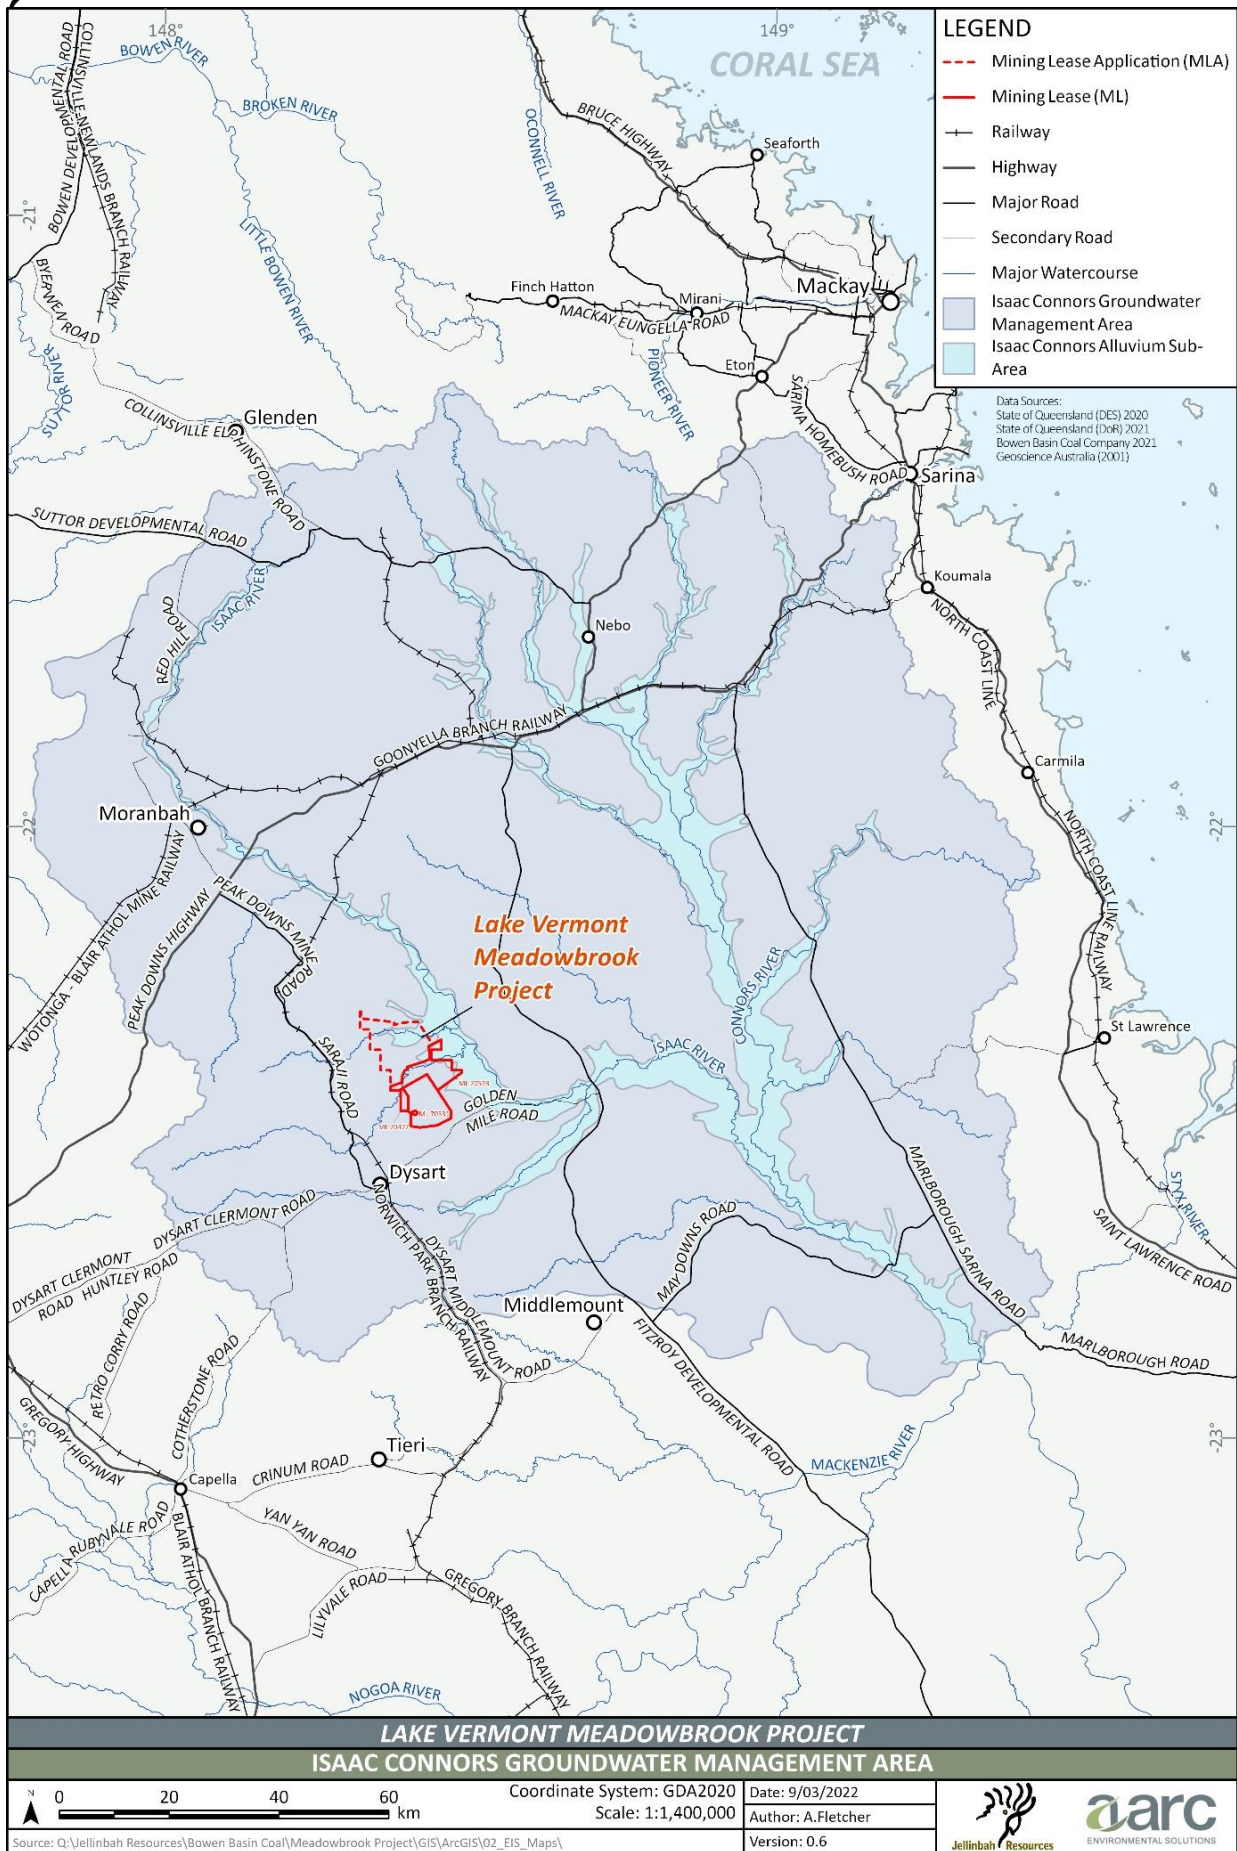 148°
149°
CORAL SEA
COLLINSVILLE-NEWLANDS BRANCH RAILWAY
BOWEN DEVELOPMENTAL ROAD
BOWEN RIVER
BROKEN RIVER
OCONNELL RIVER
BRUCE HIGHWAY
Seaforth
-21°
LITTLE BOWEN RIVER
BYERWEN ROAD
SUTTOR RIVER
Finch Hatton
Mirani
Mackay
MACKAY EUNGELLA ROAD
PIONEER RIVER
Eton
SARINA HOMEBUSH ROAD
Sarina
COLLINSVILLE ELPHINSTONE ROAD
Glenden
SUTTOR DEVELOPMENTAL ROAD
RED HILL ROAD
ISAAC RIVER
Koumala
Nebo
NORTH COAST LINE
GOONYELLA BRANCH RAILWAY
Carmila
Moranbah
-22°
-22°
NORTH COAST LINE RAILWAY
WOTONGA - BLAIR ATHOL MINE RAILWAY
PEAK DOWNS HIGHWAY
PEAK DOWNS MINE ROAD
Lake Vermont
Meadowbrook
Project
CONNORS RIVER
ISAAC RIVER
St Lawrence
SARAJI ROAD
ML 70528
GOLDEN
MILE ROAD
Dysart
MARLBOROUGH SARINA ROAD
STYX RIVER
SAINT LAWRENCE ROAD
DYSART CLERMONT ROAD
DYSART CLERMONT
ROAD HUNTLEY ROAD
NORWICH PARK BRANCH RAILWAY
DYSART MIDDLEMOUNT ROAD
MAY DOWNS ROAD
Middlemount
FITZROY DEVELOPMENTAL ROAD
MARLBOROUGH ROAD
RETRO CORRY ROAD
COTHERSTONE ROAD
GREGORY HIGHWAY
-23°
-23°
Tieri
Capella
CRINUM ROAD
MACKENZIE RIVER
CAPELLA RUBYVALE ROAD
YAN YAN ROAD
BLAIR ATHOL BRANCH RAILWAY
LILYVALE ROAD
GREGORY BRANCH RAILWAY
NOGOA RIVER
LEGEND
Mining Lease Application (MLA)
Mining Lease (ML)
Railway
Highway
Major Road
Secondary Road
Major Watercourse
Isaac Connors Groundwater
Management Area
Isaac Connors Alluvium Sub-
Area
Data Sources:
State of Queensland (DES) 2020
State of Queensland (DoR) 2021
Bowen Basin Coal Company 2021
Geoscience Australia (2001)
LAKE VERMONT MEADOWBROOK PROJECT
ISAAC CONNORS GROUNDWATER MANAGEMENT AREA
N
0 20 40 60
km
Coordinate System: GDA2020
Scale: 1:1,400,000
Date: 9/03/2022
Author: A.Fletcher
Version: 0.6
Source: Q:\Jellinbah Resources\Bowen Basin Coal\Meadowbrook Project\GIS\ArcGIS\02_EIS_Maps\
Jellinbah Resources
aarc
ENVIRONMENTAL SOLUTIONS